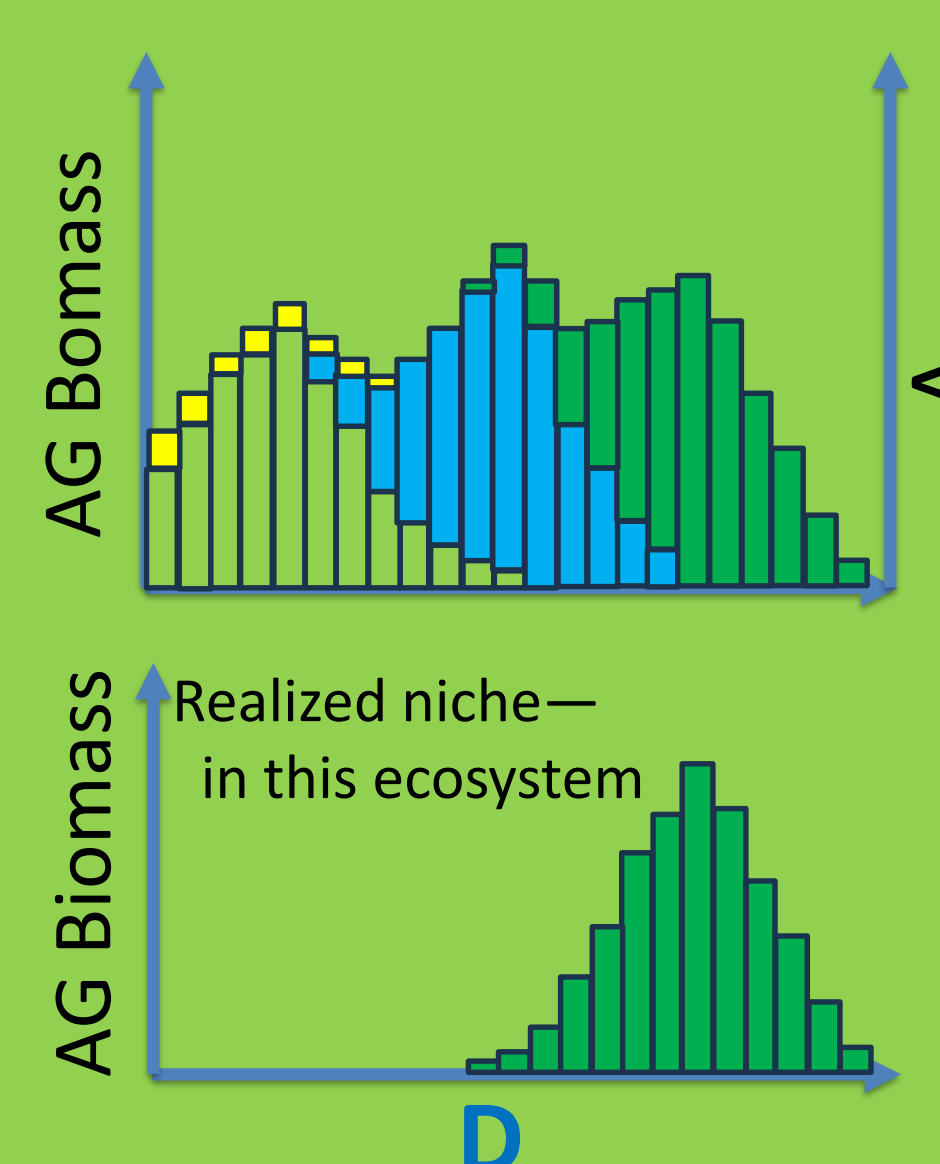 AG Bomass
Realized niche—
in this ecosystem
AG Biomass
D